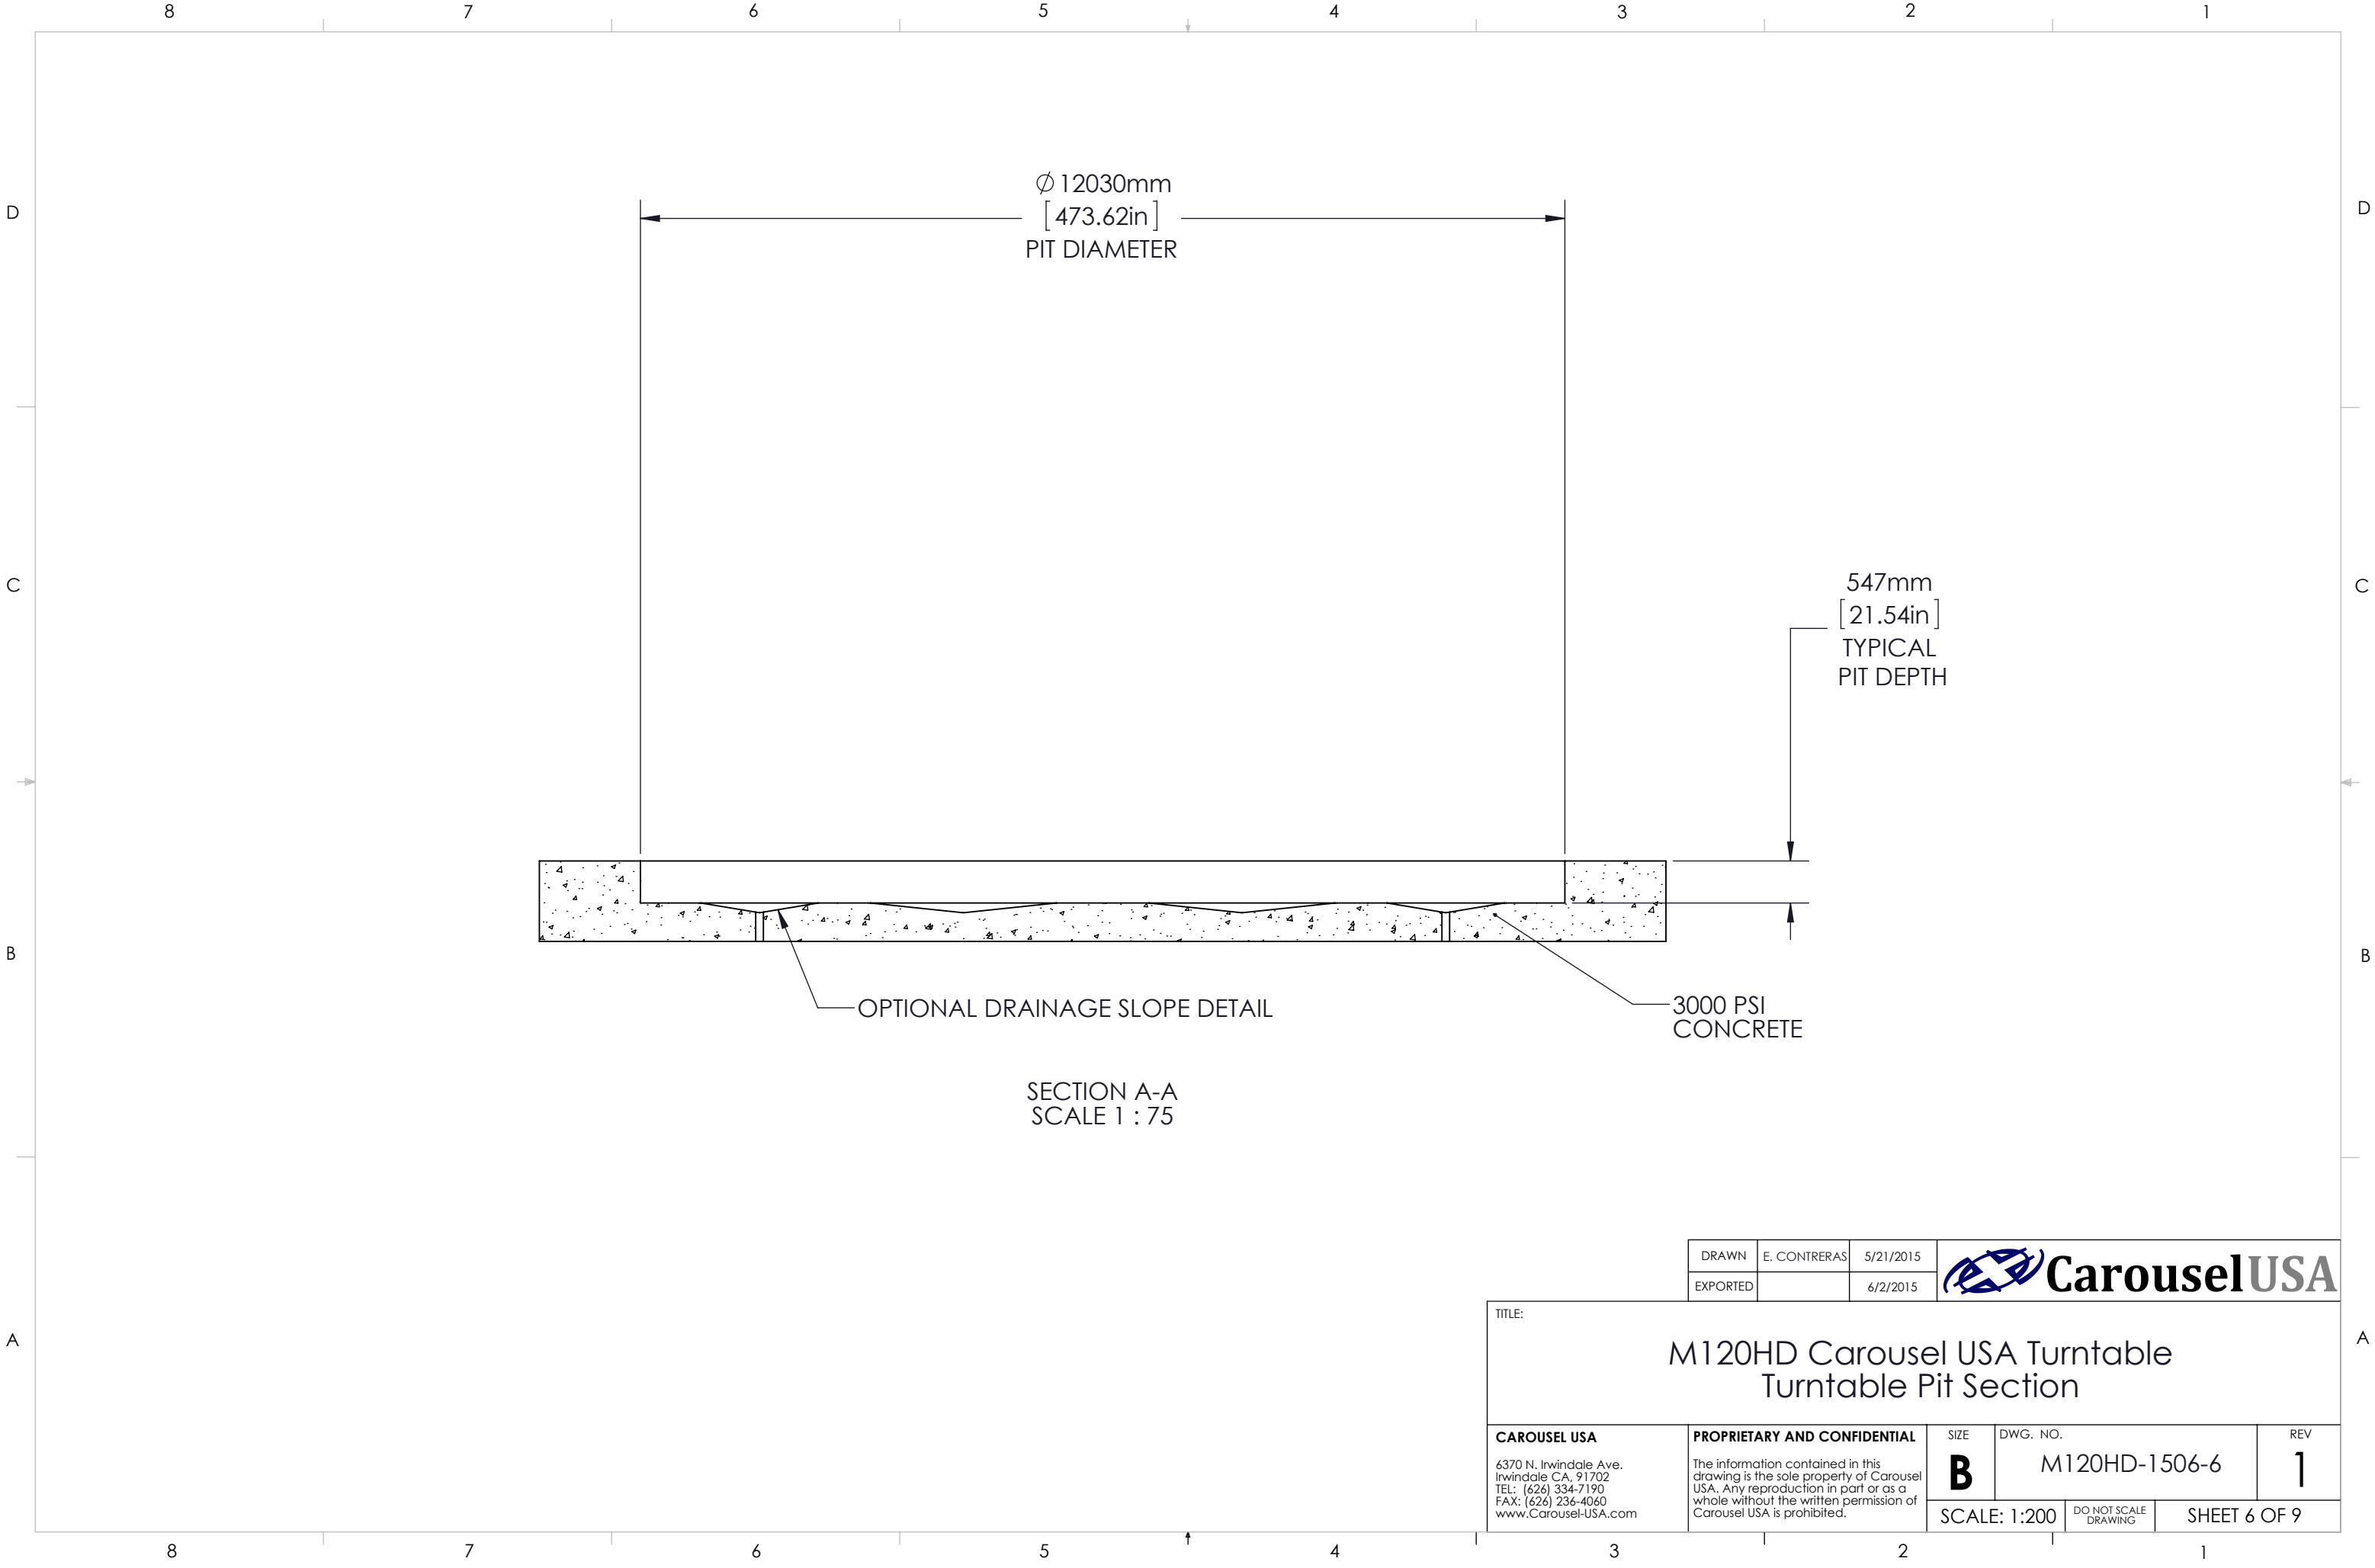 8 7 6 5 4 3 2 1
D D
Ø 12030mm
[473.62in]
PIT DIAMETER
C C
547mm
[21.54in]
TYPICAL
PIT DEPTH
B B
OPTIONAL DRAINAGE SLOPE DETAIL
3000 PSI
CONCRETE
SECTION A-A
SCALE 1 : 75
A A
DRAWN E. CONTRERAS 5/21/2015
EXPORTED 6/2/2015
CarouselUSA
TITLE:
M120HD Carousel USA Turntable
Turntable Pit Section
CAROUSEL USA
6370 N. Irwindale Ave.
Irwindale CA, 91702
TEL: (626) 334-7190
FAX: (626) 236-4060
www.Carousel-USA.com
PROPRIETARY AND CONFIDENTIAL
The information contained in this
drawing is the sole property of Carousel
USA. Any reproduction in part or as a
whole without the written permission of
Carousel USA is prohibited.
SIZE
B
DWG. NO.
M120HD-1506-6
REV
1
SCALE: 1:200
DO NOT SCALE
DRAWING
SHEET 6 OF 9
8 7 6 5 4 3 2 1